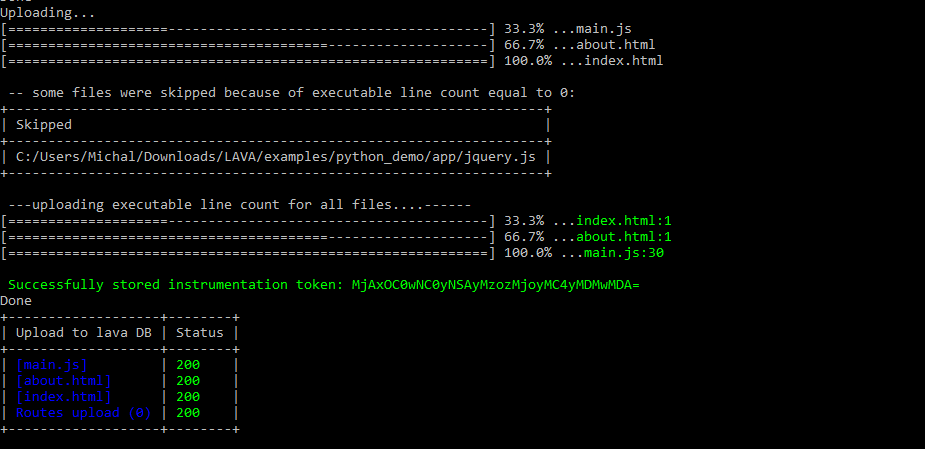 Uploading...
[====================----------------------------------------] 33.3% ...main.js
[========================================--------------------] 66.7% ...about.html
[============================================================] 100.0% ...index.html
-- some files were skipped because of executable line count equal to 0:
+-------------------------------------------------------------------+
| Skipped |
+-------------------------------------------------------------------+
| C:/Users/Michal/Downloads/LAVA/examples/python_demo/app/jquery.js |
+-------------------------------------------------------------------+
---uploading executable line count for all files....------
[====================----------------------------------------] 33.3% ...index.html:1
[========================================--------------------] 66.7% ...about.html:1
[============================================================] 100.0% ...main.js:30
Successfully stored instrumentation token: MjAxOC0wNC0yNSAyMzozMjoyMC4yMDMwMDA=
Done
+-------------------+--------+
| Upload to lava DB | Status |
+-------------------+--------+
| [main.js] | 200 |
| [about.html] | 200 |
| [index.html] | 200 |
| Routes upload (0) | 200 |
+-------------------+--------+